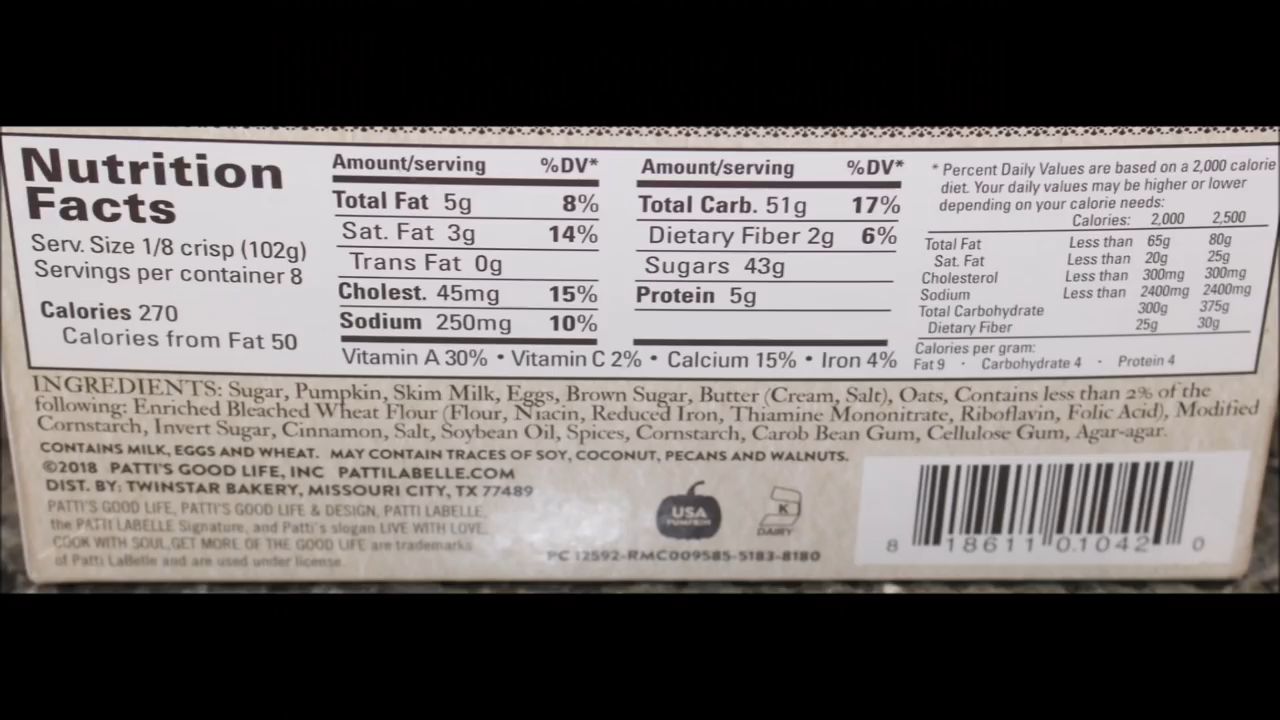 Nutrition
Facts
Serv. Size 1/8 crisp (102g)
Servings per container 8
Calories 270
Calories from Fat 50
Amount/serving %DV*
Total Fat 5g 8%
Sat. Fat 3g 14%
Trans Fat 0g
Cholest. 45mg 15%
Sodium 250mg 10%
Amount/serving %DV*
Total Carb. 51g 17%
Dietary Fiber 2g 6%
Sugars 43g
Protein 5g
Vitamin A 30% • Vitamin C 2% • Calcium 15% • Iron 4%
* Percent Daily Values are based on a 2,000 calorie
diet. Your daily values may be higher or lower
depending on your calorie needs:
Calories: 2,000 2,500
Total Fat Less than 65g 80g
Sat. Fat Less than 20g 25g
Cholesterol Less than 300mg 300mg
Sodium Less than 2400mg 2400mg
Total Carbohydrate 300g 375g
Dietary Fiber 25g 30g
Calories per gram:
Fat 9 · Carbohydrate 4 · Protein 4
INGREDIENTS: Sugar, Pumpkin, Skim Milk, Eggs, Brown Sugar, Butter (Cream, Salt), Oats, Contains less than 2% of the
following: Enriched Bleached Wheat Flour (Flour, Niacin, Reduced Iron, Thiamine Mononitrate, Riboflavin, Folic Acid), Modified
Cornstarch, Invert Sugar, Cinnamon, Salt, Soybean Oil, Spices, Cornstarch, Carob Bean Gum, Cellulose Gum, Agar-agar.
CONTAINS MILK, EGGS AND WHEAT. MAY CONTAIN TRACES OF SOY, COCONUT, PECANS AND WALNUTS.
©2018 PATTI'S GOOD LIFE, INC PATTILABELLE.COM
DIST. BY: TWINSTAR BAKERY, MISSOURI CITY, TX 77489
PATTI'S GOOD LIFE, PATTI'S GOOD LIFE & DESIGN, PATTI LABELLE,
the PATTI LABELLE Signature, and Patti's slogan LIVE WITH LOVE,
COOK WITH SOUL, GET MORE OF THE GOOD LIFE are trademarks
of Patti LaBelle and are used under license.
USA
PUMPKIN
K
DAIRY
PC 12592-RMC009585-5183-8180
8 18611 01042 0